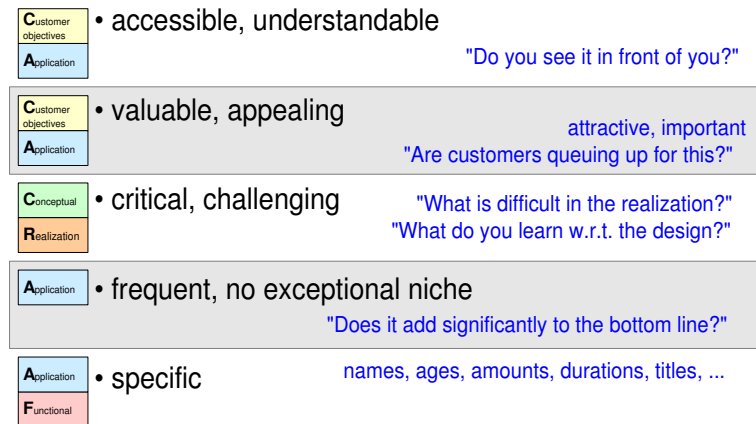 Customer
objectives
Application
• accessible, understandable
"Do you see it in front of you?"
Customer
objectives
Application
• valuable, appealing
attractive, important
"Are customers queuing up for this?"
Conceptual
Realization
• critical, challenging
"What is difficult in the realization?"
"What do you learn w.r.t. the design?"
Application
• frequent, no exceptional niche
"Does it add significantly to the bottom line?"
Application
Functional
• specific
names, ages, amounts, durations, titles, ...